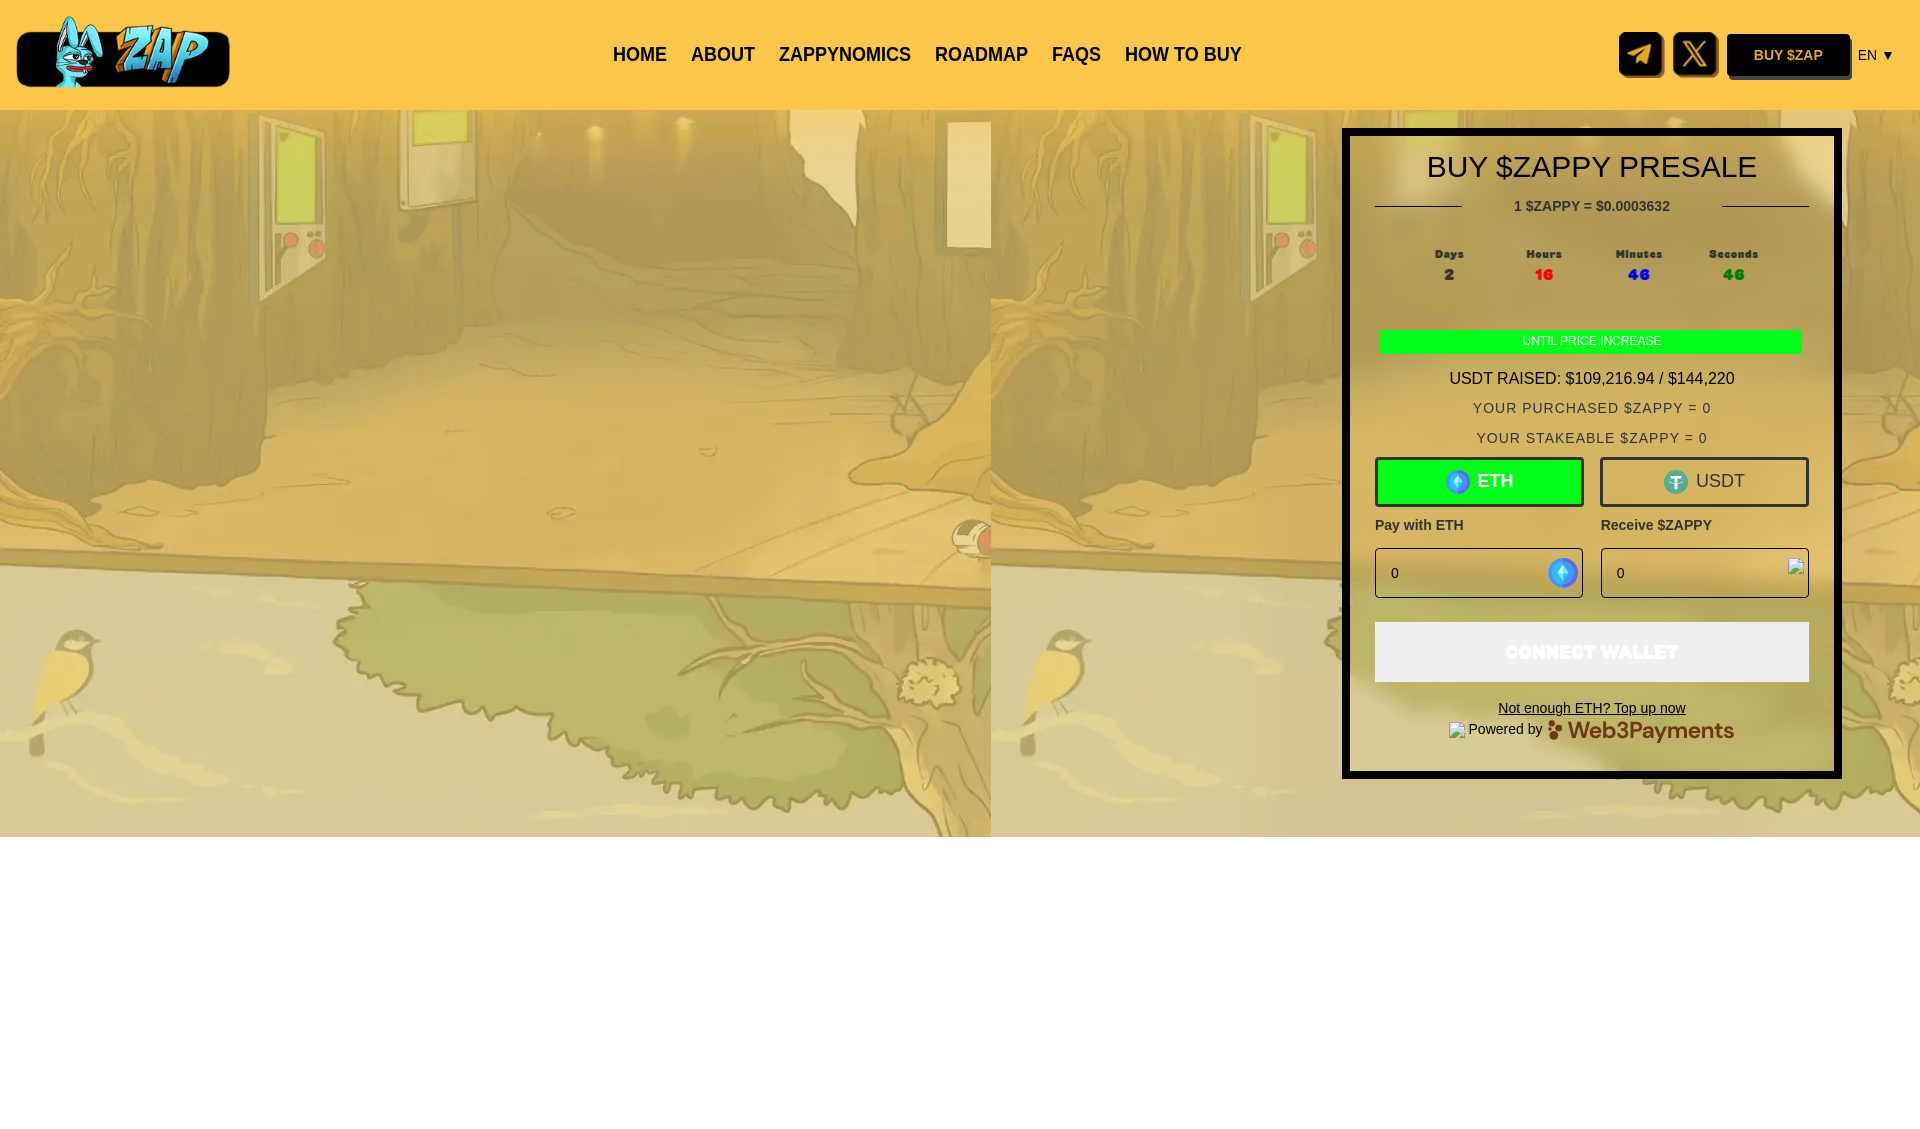 ZAP
HOME ABOUT ZAPPYNOMICS ROADMAP FAQS HOW TO BUY
BUY $ZAP
EN ▼
BUY $ZAPPY PRESALE
1 $ZAPPY = $0.0003632
Days Hours Minutes Seconds
2 16 46 46
UNTIL PRICE INCREASE
USDT RAISED: $109,216.94 / $144,220
YOUR PURCHASED $ZAPPY = 0
YOUR STAKEABLE $ZAPPY = 0
ETH USDT
Pay with ETH Receive $ZAPPY
0 0
CONNECT WALLET
Not enough ETH? Top up now
Powered by Web3Payments